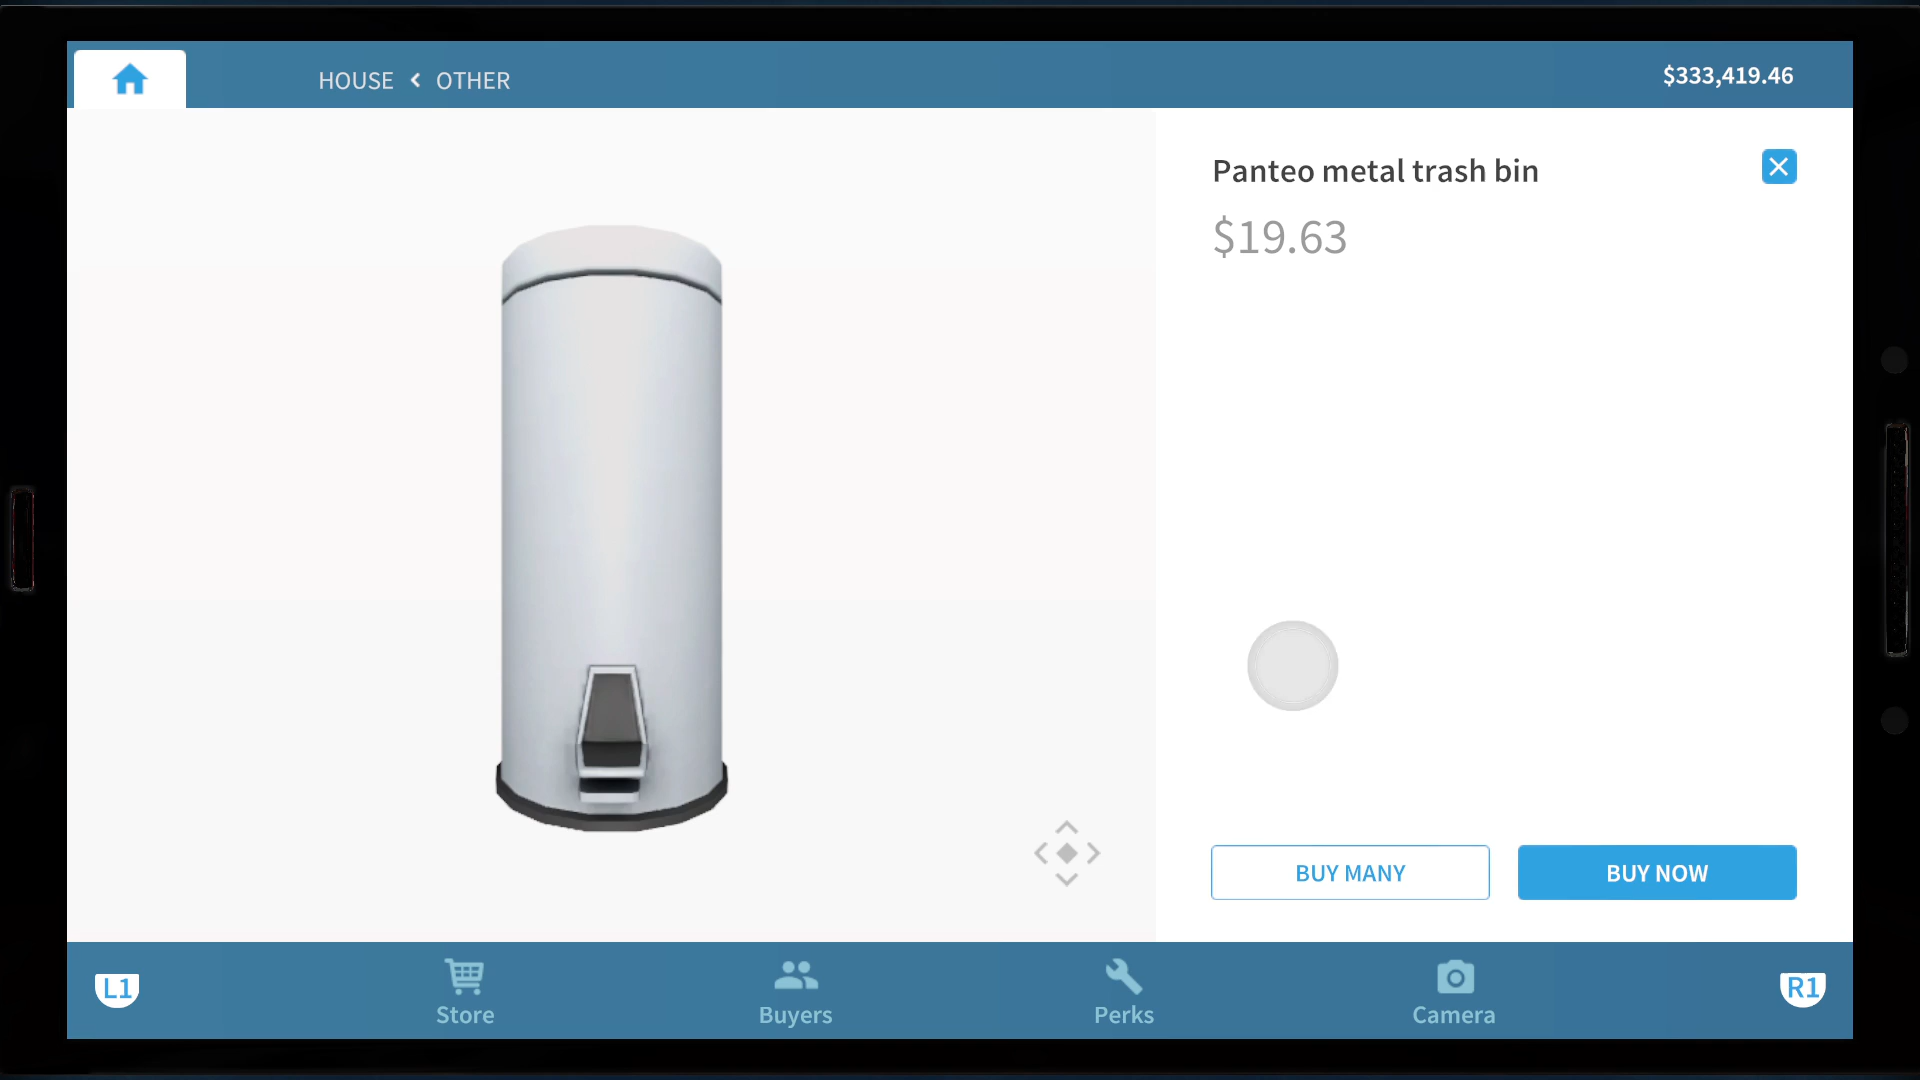 HOUSE < OTHER
$333,419.46
Panteo metal trash bin
$19.63
BUY MANY
BUY NOW
L1
Store
Buyers
Perks
Camera
R1